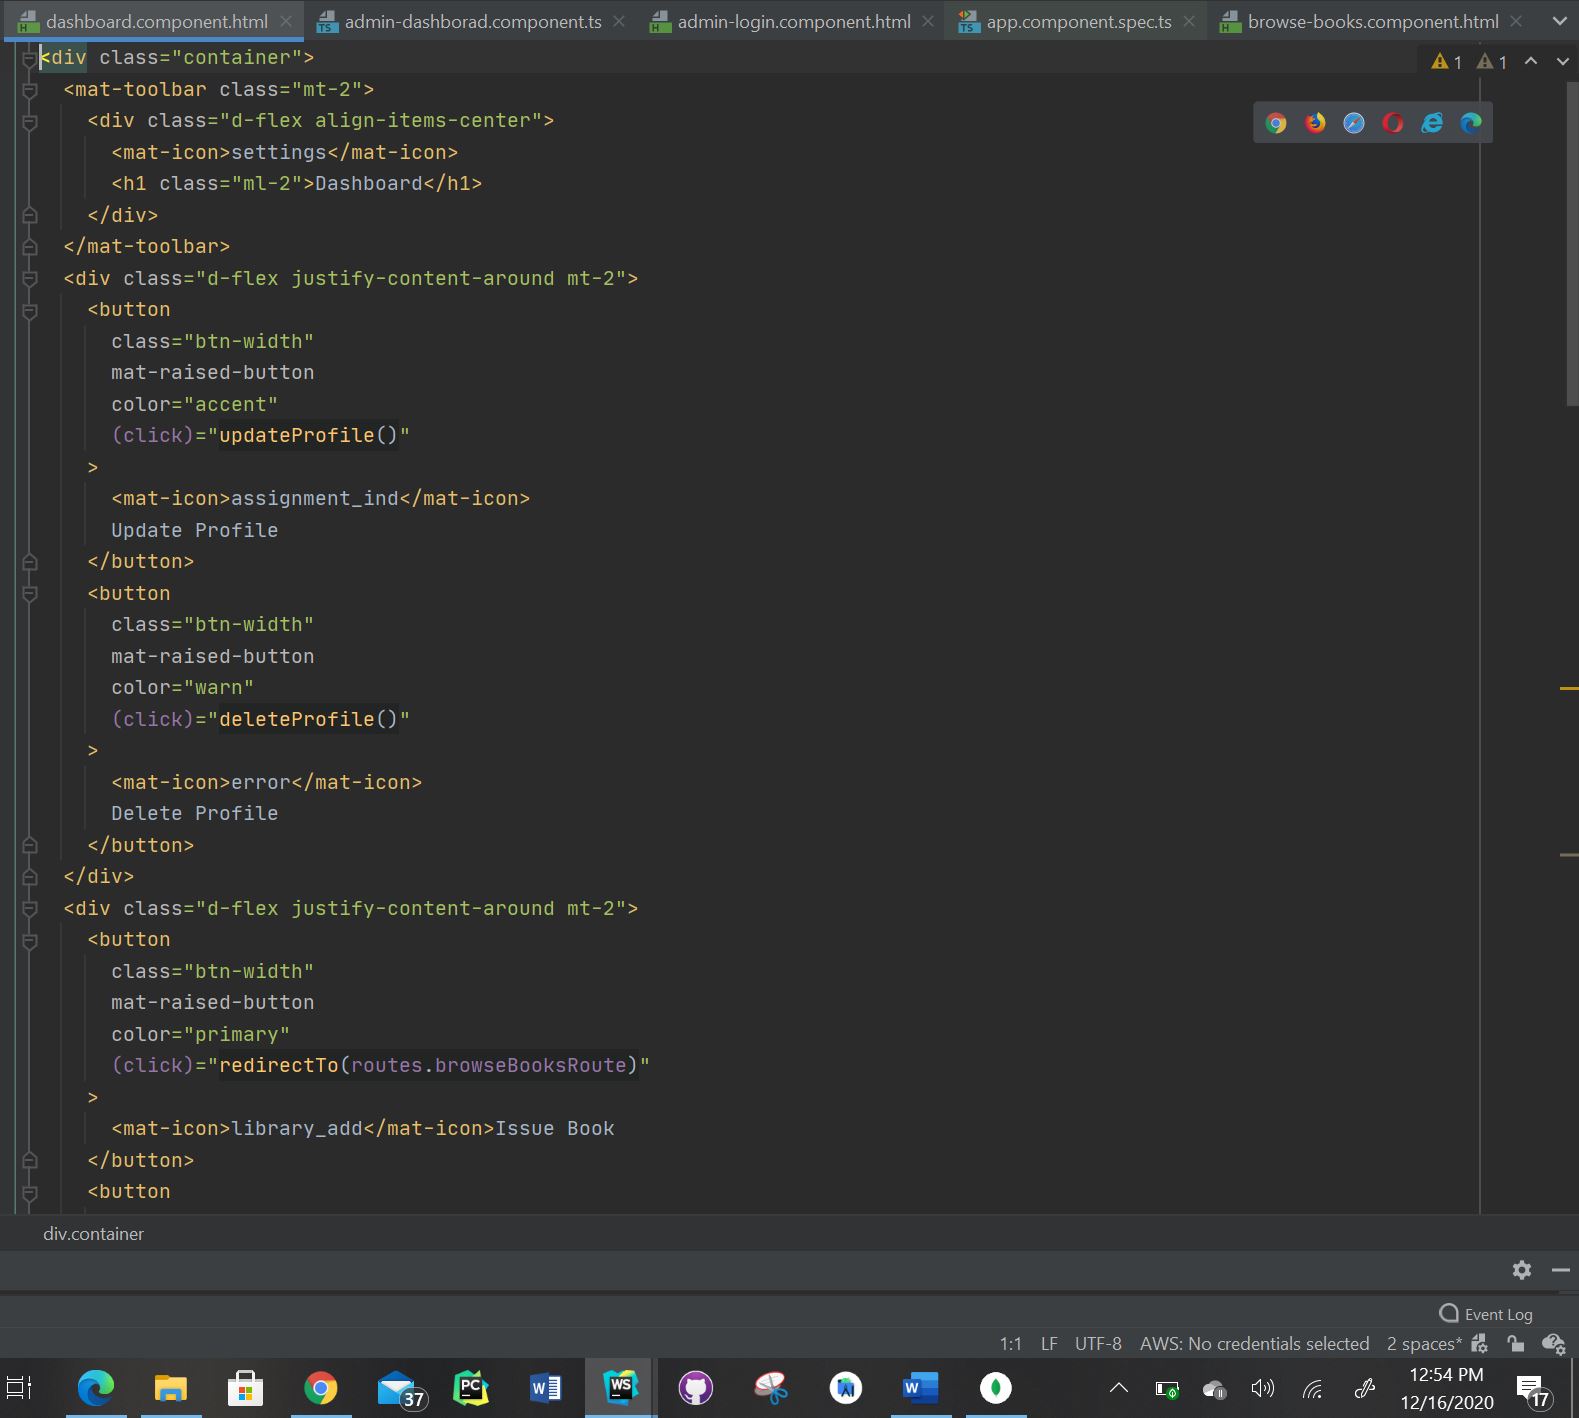 dashboard.component.html
admin-dashborad.component.ts
admin-login.component.html
app.component.spec.ts
browse-books.component.html
1 1
<div class="container">
<mat-toolbar class="mt-2">
<div class="d-flex align-items-center">
<mat-icon>settings</mat-icon>
<h1 class="ml-2">Dashboard</h1>
</div>
</mat-toolbar>
<div class="d-flex justify-content-around mt-2">
<button
class="btn-width"
mat-raised-button
color="accent"
(click)="updateProfile()"
>
<mat-icon>assignment_ind</mat-icon>
Update Profile
</button>
<button
class="btn-width"
mat-raised-button
color="warn"
(click)="deleteProfile()"
>
<mat-icon>error</mat-icon>
Delete Profile
</button>
</div>
<div class="d-flex justify-content-around mt-2">
<button
class="btn-width"
mat-raised-button
color="primary"
(click)="redirectTo(routes.browseBooksRoute)"
>
<mat-icon>library_add</mat-icon>Issue Book
</button>
<button
div.container
Event Log
1:1 LF UTF-8 AWS: No credentials selected 2 spaces*
37
PC
W
WS
W
12:54 PM
12/16/2020
17